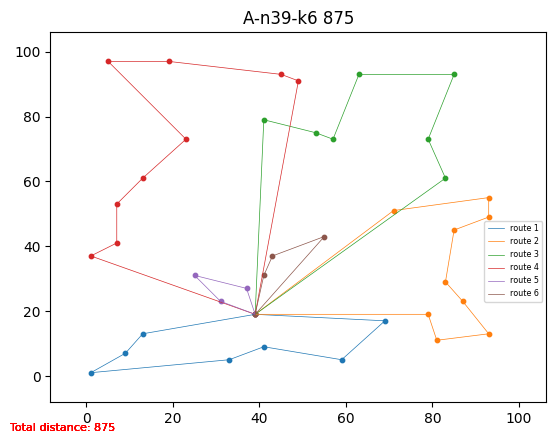 A-n39-k6 875
100
80
60
40
20
0
route 1
route 2
route 3
route 4
route 5
route 6
0 20 40 60 80 100
Total distance: 875